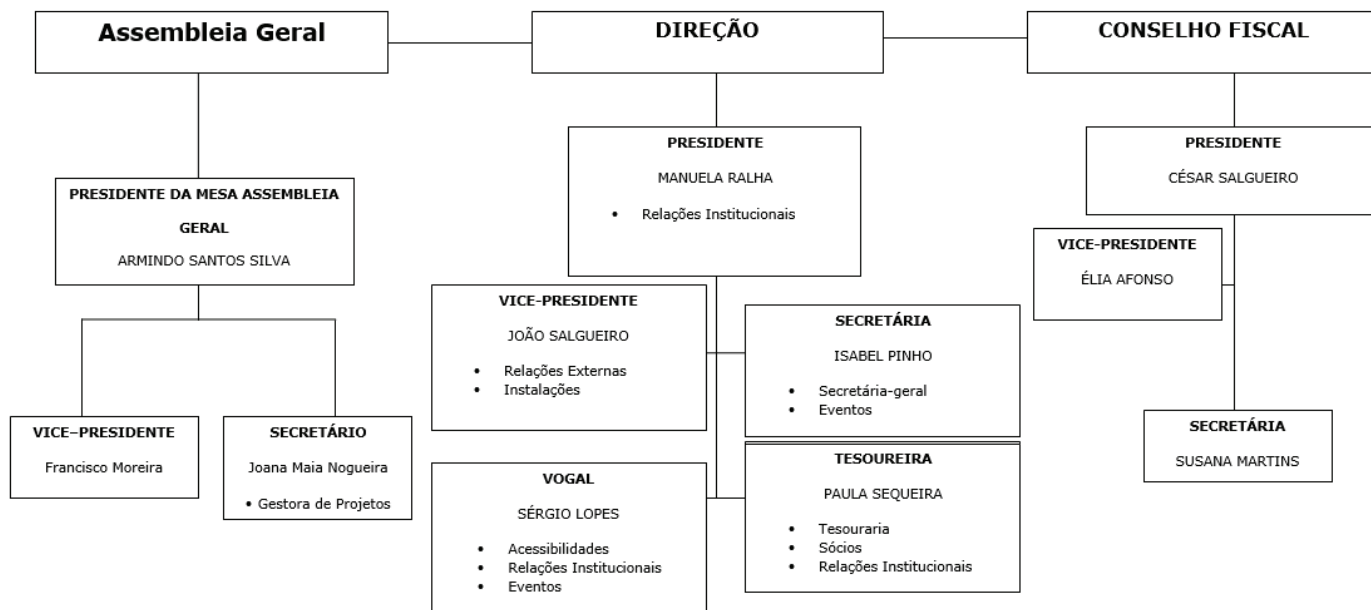 Assembleia Geral
DIREÇÃO
CONSELHO FISCAL
PRESIDENTE DA MESA ASSEMBLEIA
GERAL
ARMINDO SANTOS SILVA
VICE–PRESIDENTE
Francisco Moreira
SECRETÁRIO
Joana Maia Nogueira
• Gestora de Projetos
PRESIDENTE
MANUELA RALHA
• Relações Institucionais
VICE-PRESIDENTE
JOÃO SALGUEIRO
• Relações Externas
• Instalações
SECRETÁRIA
ISABEL PINHO
• Secretária-geral
• Eventos
VOGAL
SÉRGIO LOPES
• Acessibilidades
• Relações Institucionais
• Eventos
TESOUREIRA
PAULA SEQUEIRA
• Tesouraria
• Sócios
• Relações Institucionais
PRESIDENTE
CÉSAR SALGUEIRO
VICE-PRESIDENTE
ÉLIA AFONSO
SECRETÁRIA
SUSANA MARTINS